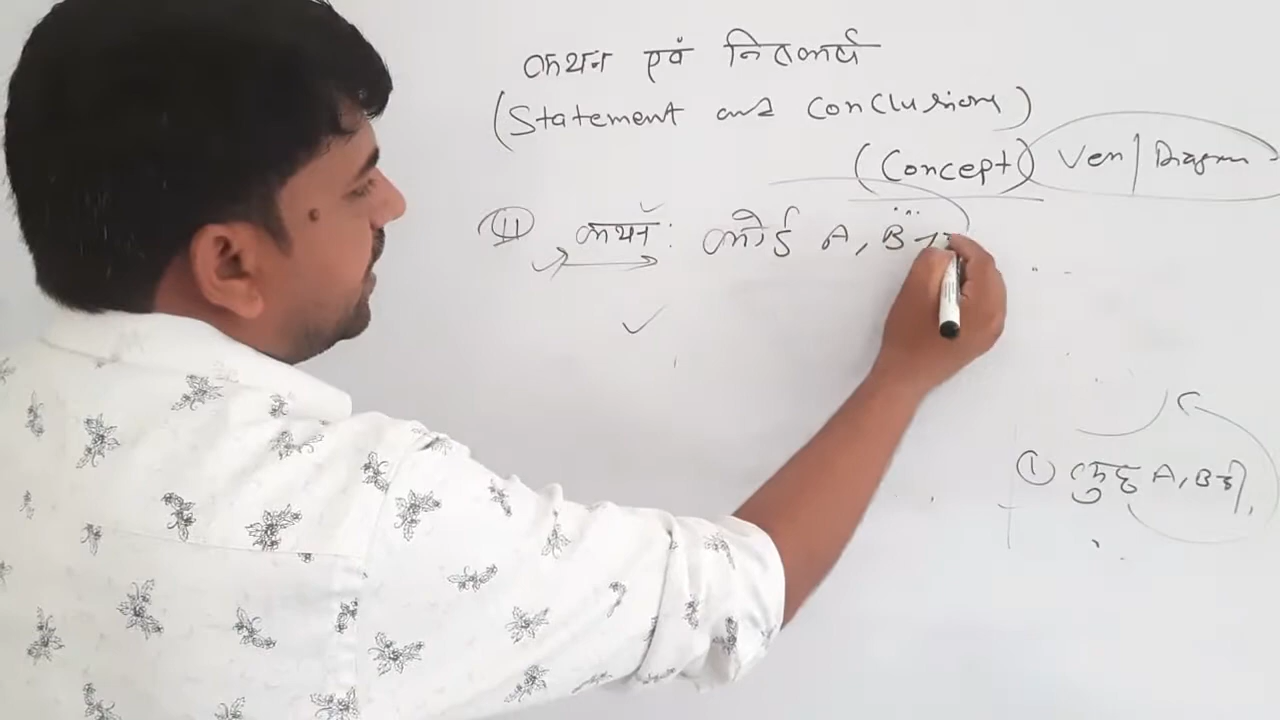 कथन एवं निष्कर्ष
(Statement and Conclusions)
(Concept) Ven Diagram
II कथन: कोई A, B
① कुछ A, B है।